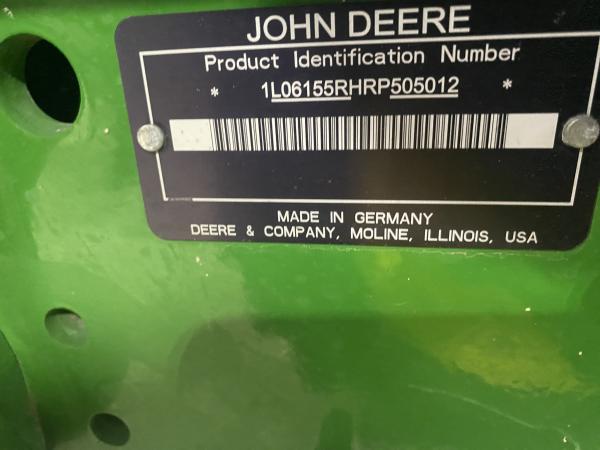 JOHN DEERE
Product Identification Number
* 1L06155RHRP505012 *
MADE IN GERMANY
DEERE & COMPANY, MOLINE, ILLINOIS, USA